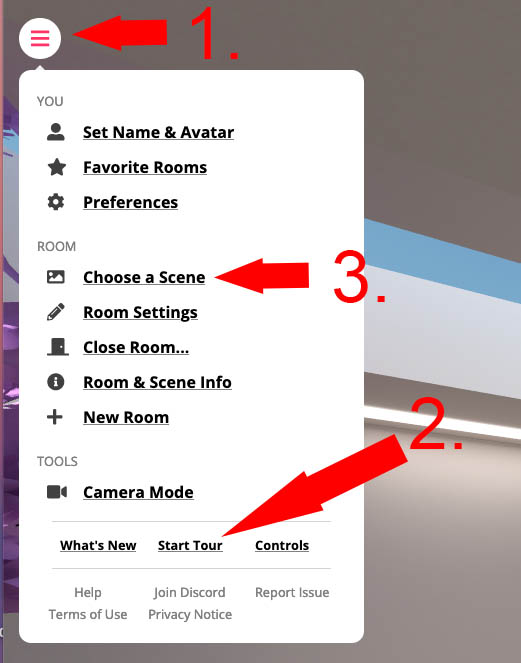 1.
YOU
Set Name & Avatar
Favorite Rooms
Preferences
ROOM
Choose a Scene
3.
Room Settings
Close Room...
Room & Scene Info
New Room
2.
TOOLS
Camera Mode
What's New Start Tour Controls
Help Join Discord Report Issue
Terms of Use Privacy Notice